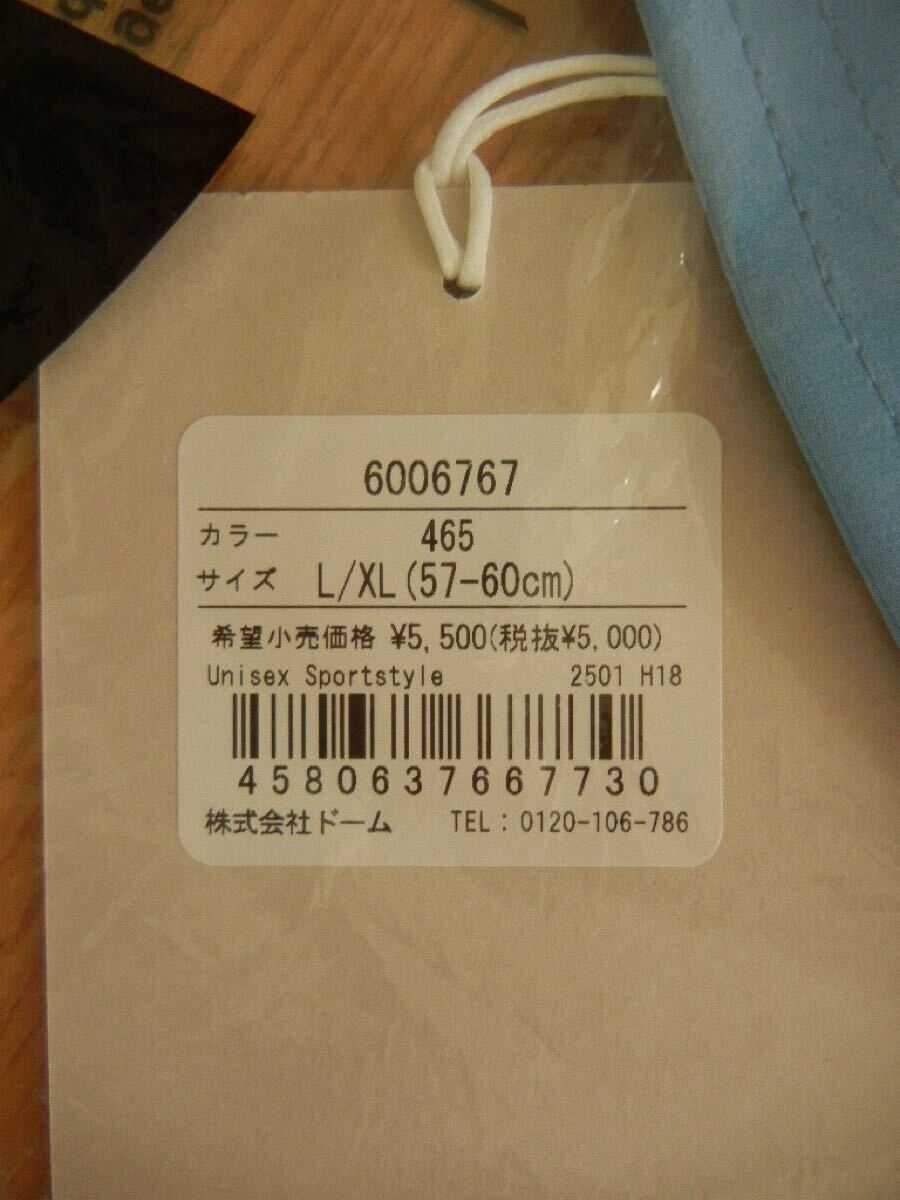 6006767
カラー 465
サイズ L/XL(57-60cm)
希望小売価格 ¥5,500(税抜¥5,000)
Unisex Sportstyle 2501 H18
4580637667730
株式会社ドーム TEL:0120-106-786